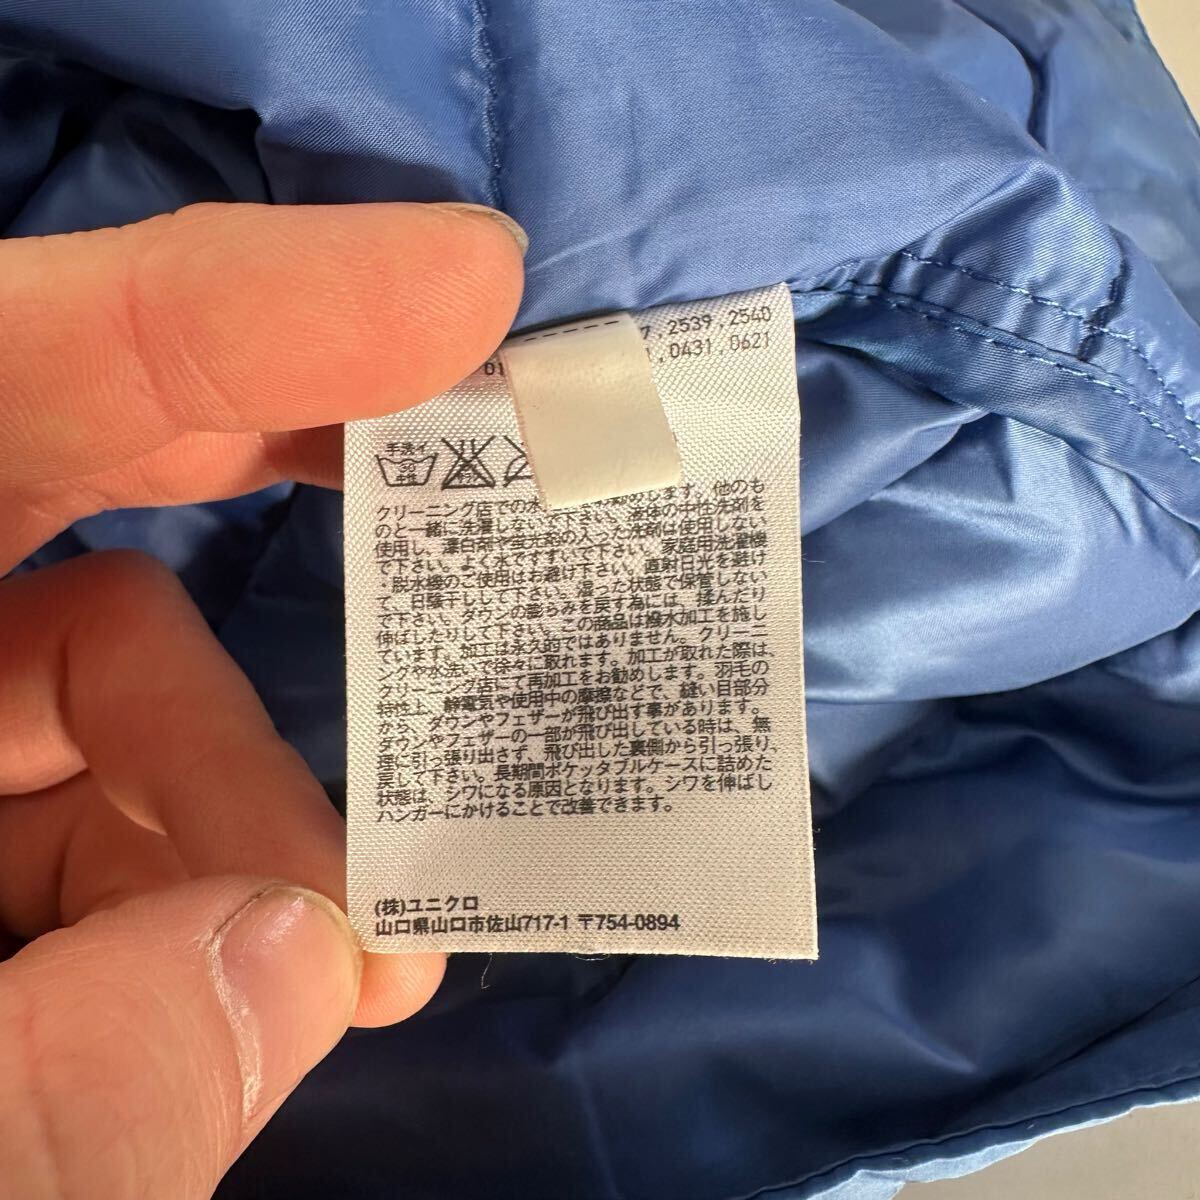 7,2539,2540
01
1,0431,0621
手洗イ
30
中性
クリーニング店での水 お勧めします。他のも
のと一緒に洗濯しないで下さい。液体の中性洗剤を
使用し、漂白剤や蛍光剤の入った洗剤は使用しない
で下さい。よく水ですすいで下さい。家庭用洗濯機
・脱水機のご使用はお避け下さい。直射日光を避け
て、日陰干しして下さい。湿った状態で保管しない
で下さい。ダウンの膨らみを戻す為には、揉んだり
伸ばしたりして下さい。この商品は撥水加工を施し
ています。加工は永久的ではありません。クリーニ
ングや水洗いで徐々に取れます。加工が取れた際は、
クリーニング店にて再加工をお勧めします。羽毛の
特性上、静電気や使用中の摩擦などで、縫い目部分
から、ダウンやフェザーが飛び出す事があります。
ダウンやフェザーの一部が飛び出している時は、無
理に引っ張り出さず、飛び出した裏側から引っ張り、
戻して下さい。長期間ポケッタブルケースに詰めた
状態は、シワになる原因となります。シワを伸ばし
ハンガーにかけることで改善できます。
(株)ユニクロ
山口県山口市佐山717-1 〒754-0894